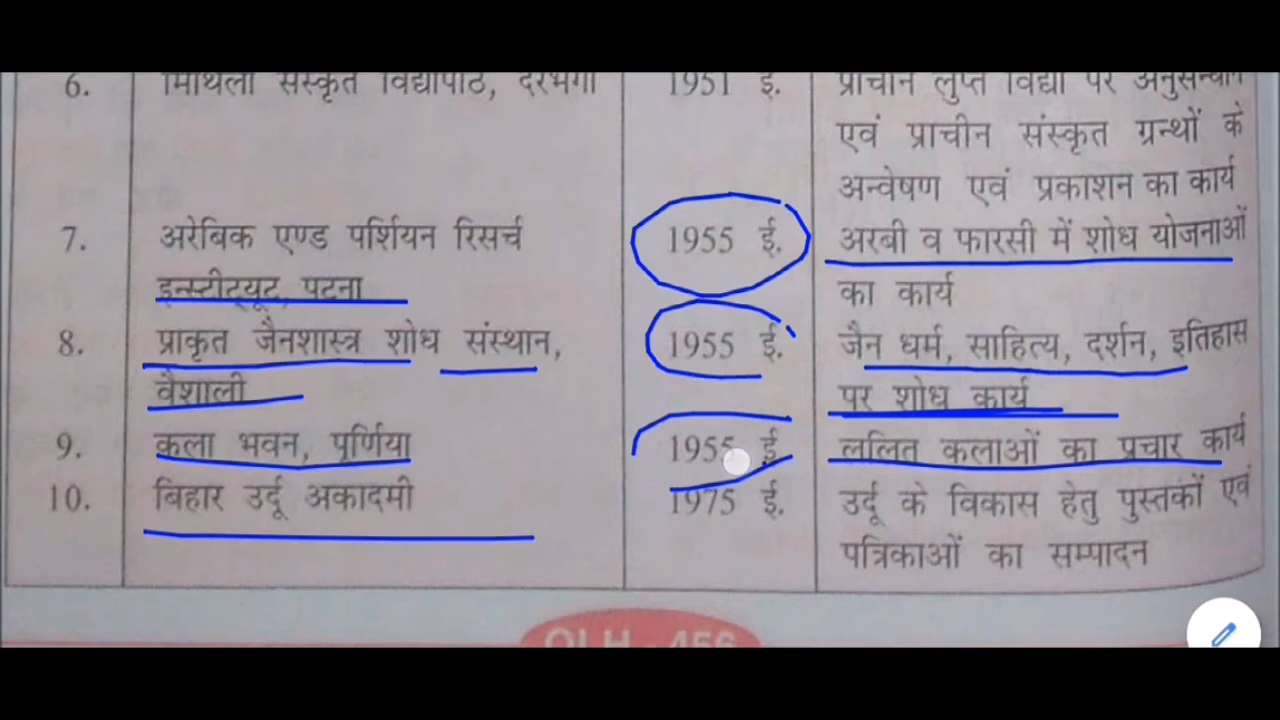 6. मिथिला संस्कृत विद्यापीठ, दरभंगा 1951 ई. प्राचीन लुप्त विद्या पर अनुसन्धान
एवं प्राचीन संस्कृत ग्रन्थों के
अन्वेषण एवं प्रकाशन का कार्य
7. अरेबिक एण्ड पर्शियन रिसर्च 1955 ई. अरबी व फारसी में शोध योजनाओं
इन्स्टीट्यूट, पटना का कार्य
8. प्राकृत जैनशास्त्र शोध संस्थान, 1955 ई. जैन धर्म, साहित्य, दर्शन, इतिहास
वैशाली पर शोध कार्य
9. कला भवन, पूर्णिया 1955 ई. ललित कलाओं का प्रचार कार्य
10. बिहार उर्दू अकादमी 1975 ई. उर्दू के विकास हेतु पुस्तकों एवं
पत्रिकाओं का सम्पादन